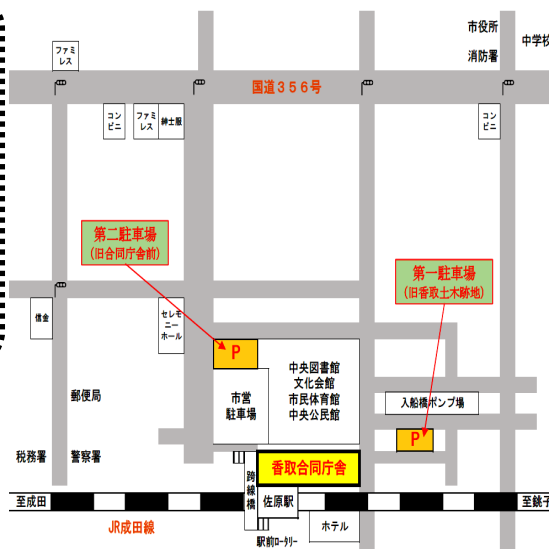 市役所
消防署
中学校
ファミ
レス
国道３５６号
コン
ビニ
ファミ
レス
紳士服
コン
ビニ
第二駐車場
(旧合同庁舎前)
第一駐車場
(旧香取土木跡地)
信金
セレモ
ニー
ホール
P
市営
駐車場
中央図書館
文化会館
市民体育館
中央公民館
入船橋ポンプ場
P
郵便局
税務署
警察署
香取合同庁舎
跨線橋
佐原駅
至成田
至銚子
JR成田線
ホテル
駅前ロータリー